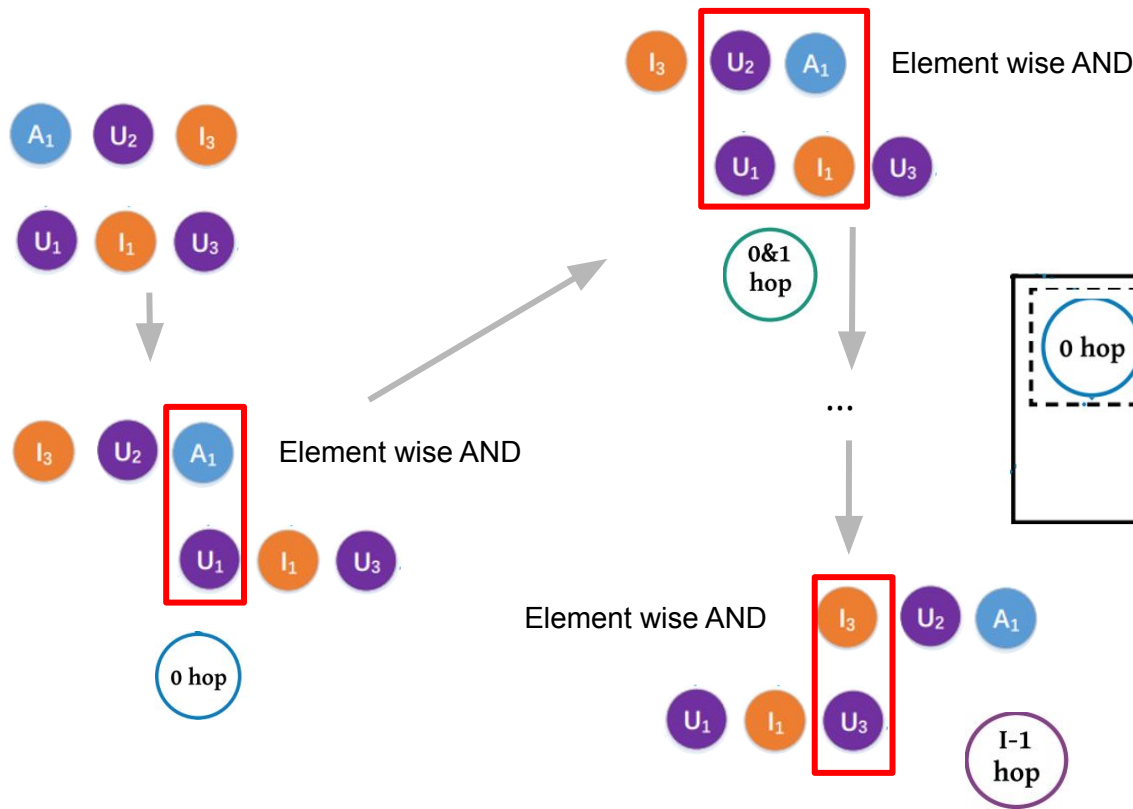 A₁ U₂ I₃
U₁ I₁ U₃
I₃ U₂ A₁ Element wise AND
U₁ I₁ U₃
0 hop
I₃ U₂ A₁ Element wise AND
U₁ I₁ U₃
0&1
hop
...
Element wise AND I₃ U₂ A₁
U₁ I₁ U₃
I-1
hop
0 hop